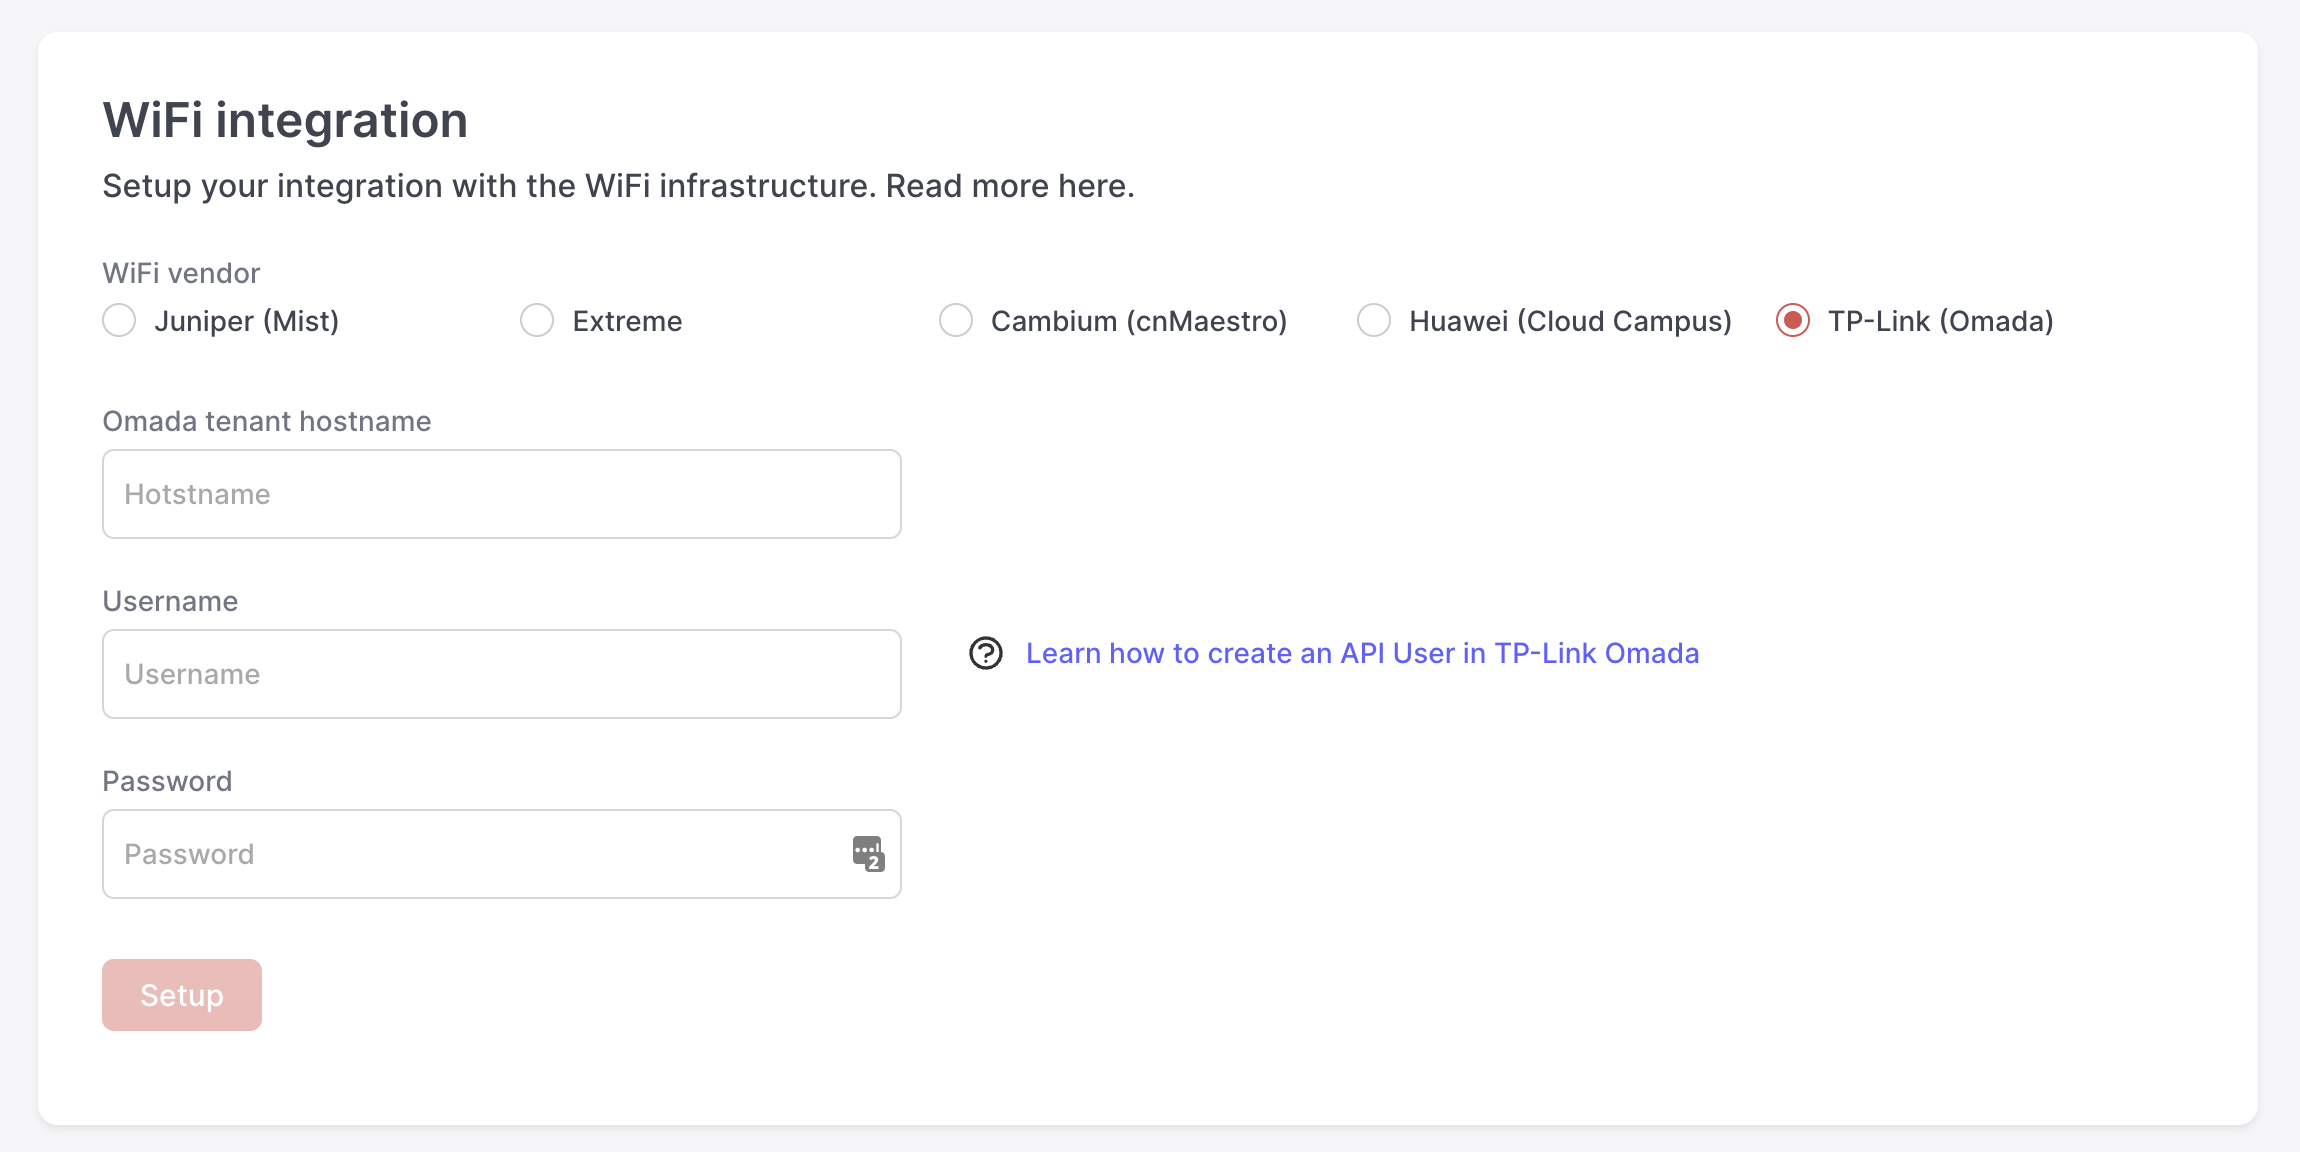 WiFi integration
Setup your integration with the WiFi infrastructure. Read more here.
WiFi vendor
Juniper (Mist) Extreme Cambium (cnMaestro) Huawei (Cloud Campus) TP-Link (Omada)
Omada tenant hostname
Hotstname
Username
Username
Learn how to create an API User in TP-Link Omada
Password
Password
2
Setup